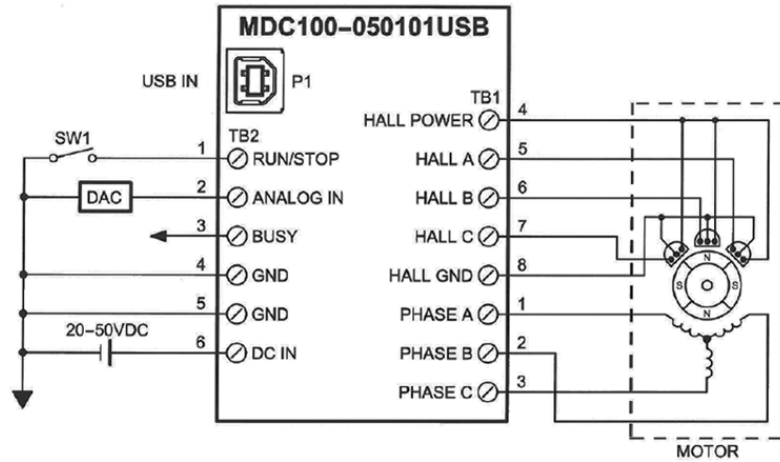 MDC100-050101USB
USB IN
P1
TB1
TB2
SW1
1
RUN/STOP
DAC
2
ANALOG IN
3
BUSY
4
GND
5
GND
20-50VDC
6
DC IN
HALL POWER
4
HALL A
5
HALL B
6
HALL C
7
HALL GND
8
PHASE A
1
PHASE B
2
PHASE C
3
N
S
S
N
MOTOR